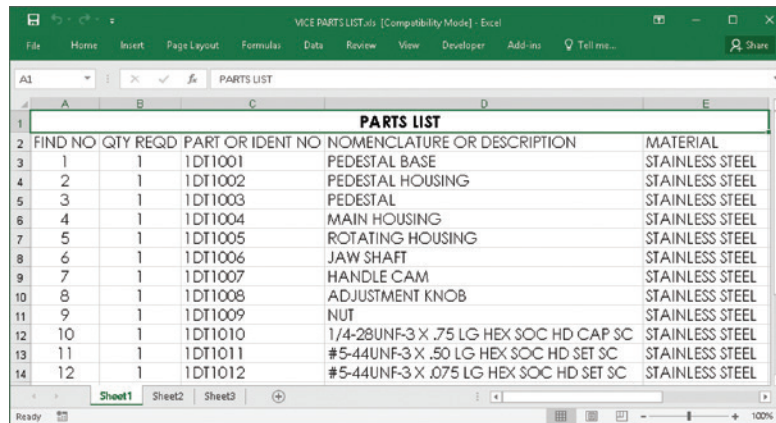 VICE PARTS LIST.xls [Compatibility Mode] - Excel
File Home Insert Page Layout Formulas Data Review View Developer Add-ins Tell me... Share
A1 fx PARTS LIST
A B C D E
1 PARTS LIST
2 FIND NO QTY REQD PART OR IDENT NO NOMENCLATURE OR DESCRIPTION MATERIAL
3 1 1 1DT1001 PEDESTAL BASE STAINLESS STEEL
4 2 1 1DT1002 PEDESTAL HOUSING STAINLESS STEEL
5 3 1 1DT1003 PEDESTAL STAINLESS STEEL
6 4 1 1DT1004 MAIN HOUSING STAINLESS STEEL
7 5 1 1DT1005 ROTATING HOUSING STAINLESS STEEL
8 6 1 1DT1006 JAW SHAFT STAINLESS STEEL
9 7 1 1DT1007 HANDLE CAM STAINLESS STEEL
10 8 1 1DT1008 ADJUSTMENT KNOB STAINLESS STEEL
11 9 1 1DT1009 NUT STAINLESS STEEL
12 10 1 1DT1010 1/4-28UNF-3 X .75 LG HEX SOC HD CAP SC STAINLESS STEEL
13 11 1 1DT1011 #5-44UNF-3 X .50 LG HEX SOC HD SET SC STAINLESS STEEL
14 12 1 1DT1012 #5-44UNF-3 X .075 LG HEX SOC HD SET SC STAINLESS STEEL
Sheet1 Sheet2 Sheet3
Ready 100%